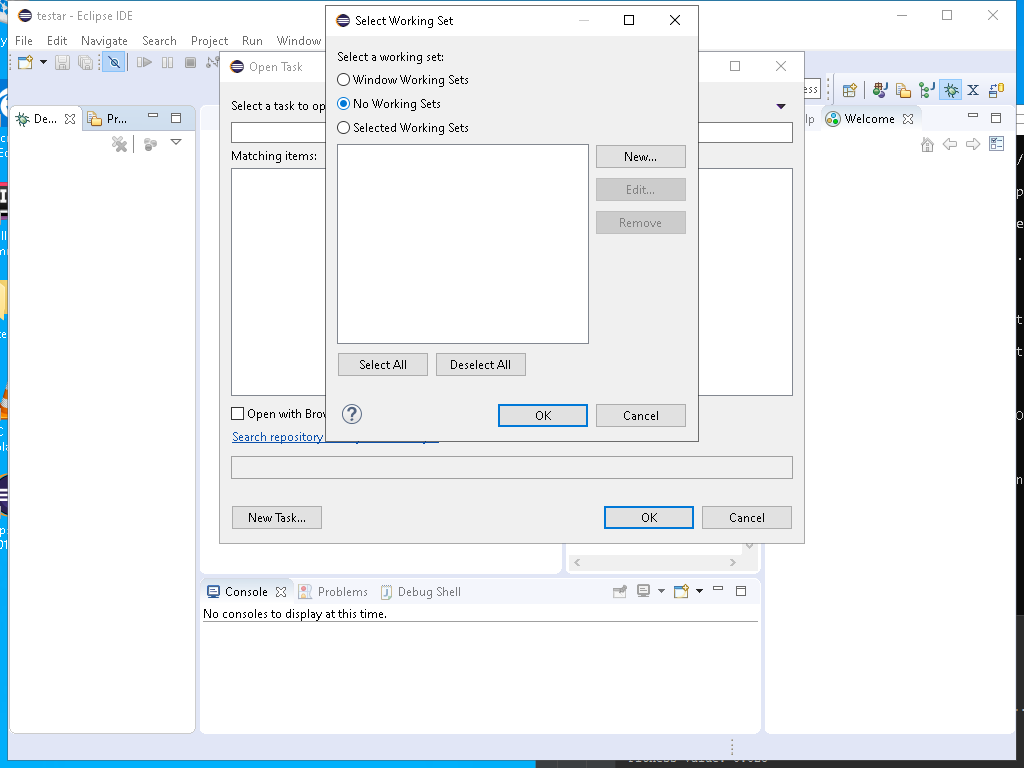 testar - Eclipse IDE
File Edit Navigate Search Project Run Window
Select Working Set
Select a working set:
Window Working Sets
No Working Sets
Selected Working Sets
New...
Edit...
Remove
Select All
Deselect All
OK
Cancel
Open Task
Select a task to op
Matching items:
Open with Brow
Search repository
New Task...
OK
Cancel
De...
Pr...
ess
lp
Welcome
Console
Problems
Debug Shell
No consoles to display at this time.